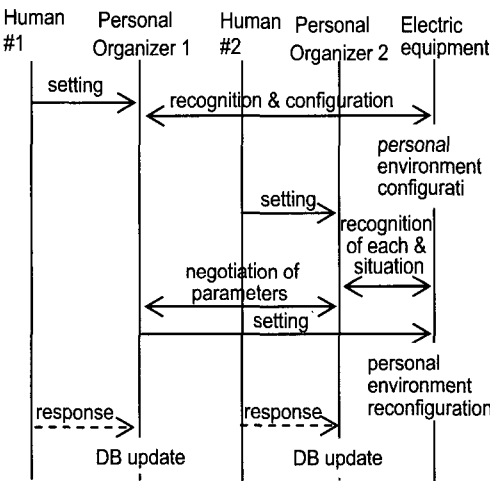 Human
#1
Personal
Organizer 1
Human
#2
Personal
Organizer 2
Electric
equipment
setting
recognition & configuration
personal
environment
configurati
setting
recognition
of each &
situation
negotiation of
parameters
setting
personal
environment
reconfiguration
response
response
DB update
DB update